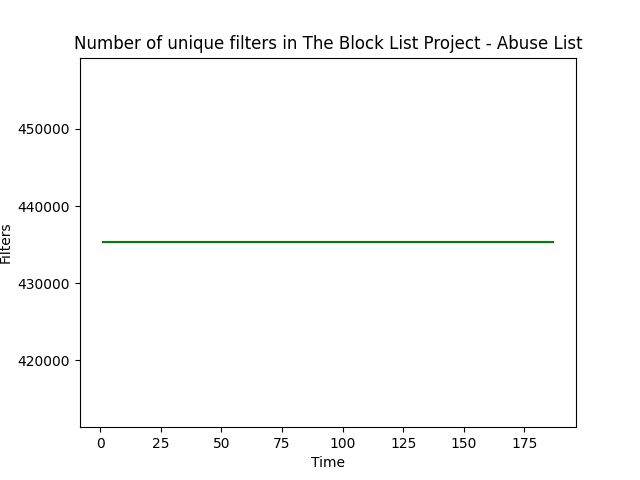 Number of unique filters in The Block List Project - Abuse List
450000
440000
430000
420000
Filters
0 25 50 75 100 125 150 175
Time